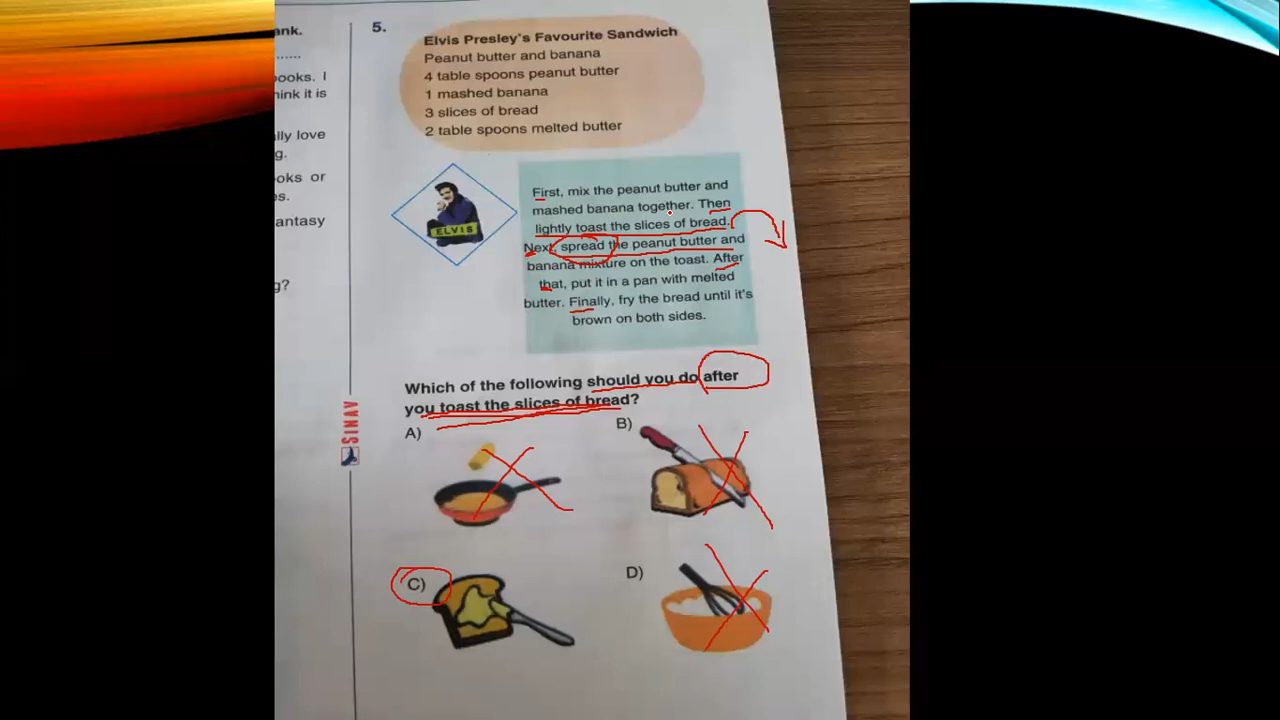 ank.
......
ooks. I
hink it is
lly love
g.
oks or
es.
antasy
g?
5.
Elvis Presley's Favourite Sandwich
Peanut butter and banana
4 table spoons peanut butter
1 mashed banana
3 slices of bread
2 table spoons melted butter
ELVIS
First, mix the peanut butter and
mashed banana together. Then
lightly toast the slices of bread.
Next, spread the peanut butter and
banana mixture on the toast. After
that, put it in a pan with melted
butter. Finally, fry the bread until it's
brown on both sides.
Which of the following should you do after
you toast the slices of bread?
A)
B)
C)
D)
SINAV